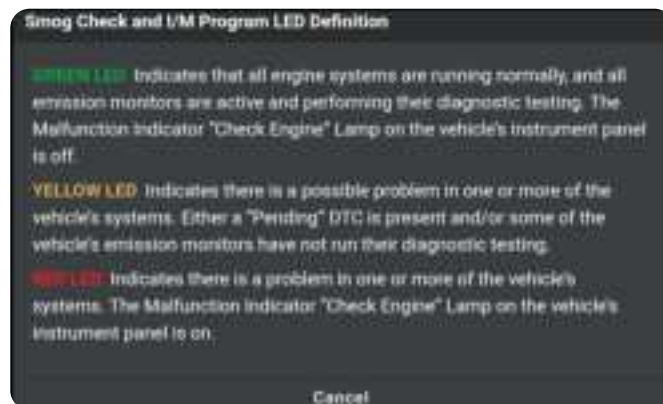 Smog Check and I/M Program LED Definition
GREEN LED Indicates that all engine systems are running normally, and all
emission monitors are active and performing their diagnostic testing. The
Malfunction Indicator "Check Engine" Lamp on the vehicle's instrument panel
is off.
YELLOW LED Indicates there is a possible problem in one or more of the
vehicle's systems. Either a "Pending" DTC is present and/or some of the
vehicle's emission monitors have not run their diagnostic testing.
RED LED Indicates there is a problem in one or more of the vehicle's
systems. The Malfunction Indicator "Check Engine" Lamp on the vehicle's
instrument panel is on.
Cancel